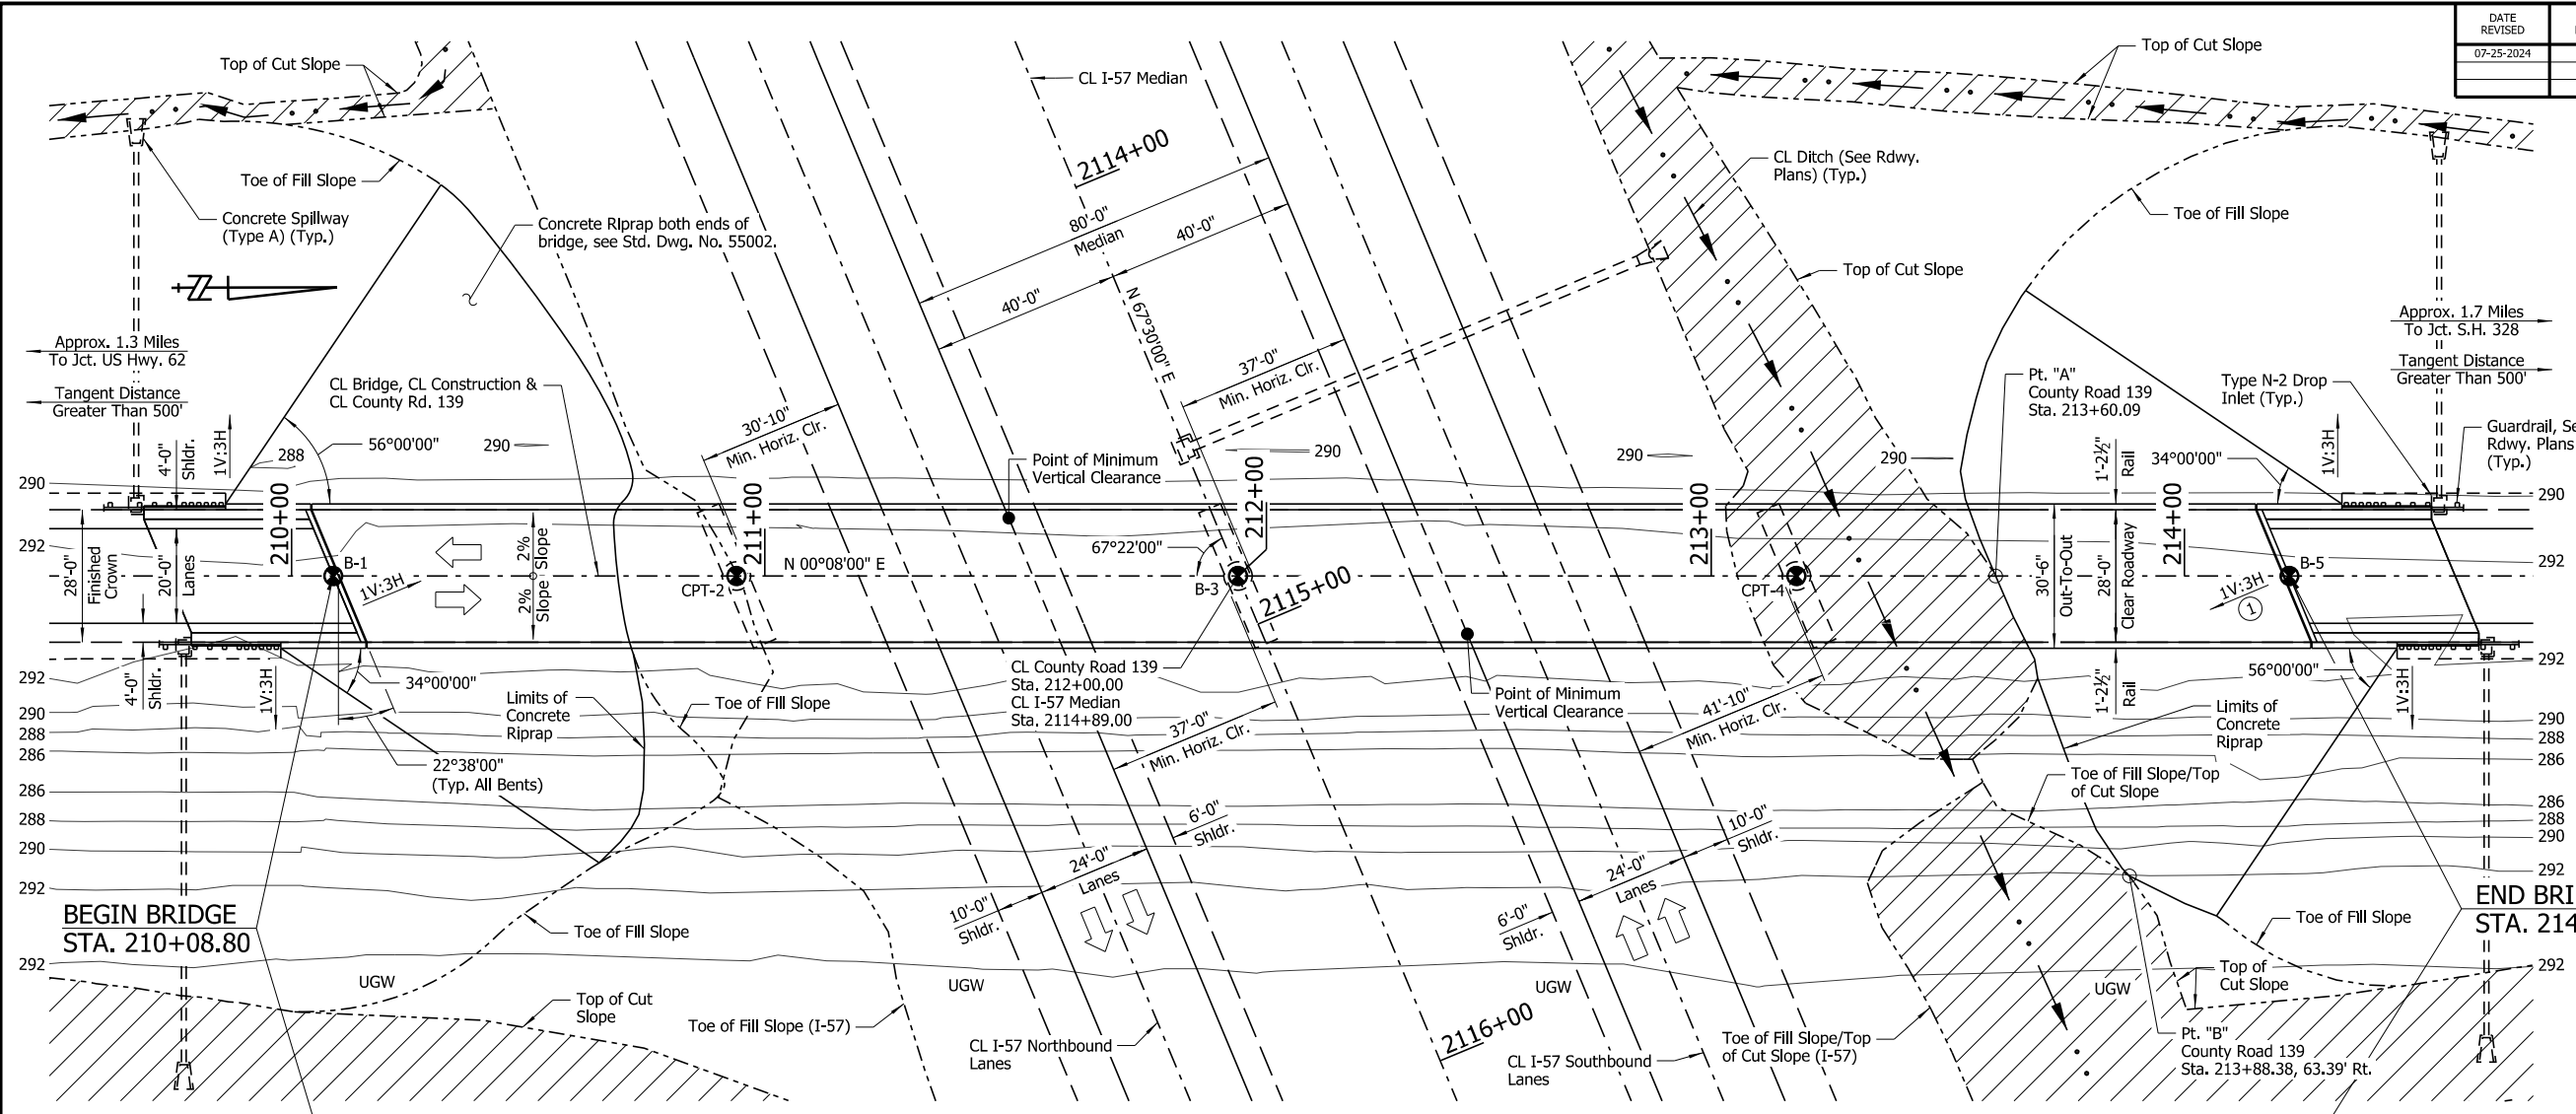 DATE
REVISED
07-25-2024
Top of Cut Slope
CL I-57 Median
Top of Cut Slope
2114+00
Toe of Fill Slope
Concrete Spillway
(Type A) (Typ.)
Concrete Riprap both ends of
bridge, see Std. Dwg. No. 55002.
80'-0"
Median
40'-0"
40'-0"
CL Ditch (See Rdwy.
Plans) (Typ.)
Toe of Fill Slope
Top of Cut Slope
N 67°30'00" E
Approx. 1.3 Miles
To Jct. US Hwy. 62
Tangent Distance
Greater Than 500'
Approx. 1.7 Miles
To Jct. S.H. 328
Tangent Distance
Greater Than 500'
CL Bridge, CL Construction &
CL County Rd. 139
37'-0"
Min. Horiz. Clr.
30'-10"
Min. Horiz. Clr.
Pt. "A"
County Road 139
Sta. 213+60.09
Type N-2 Drop
Inlet (Typ.)
Guardrail, Se
Rdwy. Plans
(Typ.)
4'-0"
Shldr.
1V:3H
288
56°00'00"
290
Point of Minimum
Vertical Clearance
290
290
290
1'-2½"
Rail
34°00'00"
1V:3H
290
290
210+00
211+00
212+00
213+00
214+00
292
292
28'-0"
Finished
Crown
20'-0"
Lanes
B-1
1V:3H
2% Slope
2% Slope
CPT-2
N 00°08'00" E
67°22'00"
B-3
2115+00
CPT-4
30'-6"
Out-To-Out
28'-0"
Clear Roadway
1V:3H
1
B-5
292
292
4'-0"
Shldr.
1V:3H
34°00'00"
22°38'00"
(Typ. All Bents)
Limits of
Concrete
Riprap
Toe of Fill Slope
CL County Road 139
Sta. 212+00.00
CL I-57 Median
Sta. 2114+89.00
37'-0"
Min. Horiz. Clr.
Point of Minimum
Vertical Clearance
41'-10"
Min. Horiz. Clr.
1'-2½"
Rail
56°00'00"
1V:3H
Limits of
Concrete
Riprap
Toe of Fill Slope/Top
of Cut Slope
290
288
286
286
288
290
292
292
290
288
286
286
288
290
292
292
6'-0"
Shldr.
24'-0"
Lanes
10'-0"
Shldr.
10'-0"
Shldr.
24'-0"
Lanes
6'-0"
Shldr.
BEGIN BRIDGE
STA. 210+08.80
END BRI
STA. 214
Toe of Fill Slope
Toe of Fill Slope
UGW
UGW
UGW
UGW
Top of Cut
Slope
Toe of Fill Slope (I-57)
CL I-57 Northbound
Lanes
2116+00
CL I-57 Southbound
Lanes
Toe of Fill Slope/Top
of Cut Slope (I-57)
Top of
Cut Slope
Pt. "B"
County Road 139
Sta. 213+88.38, 63.39' Rt.